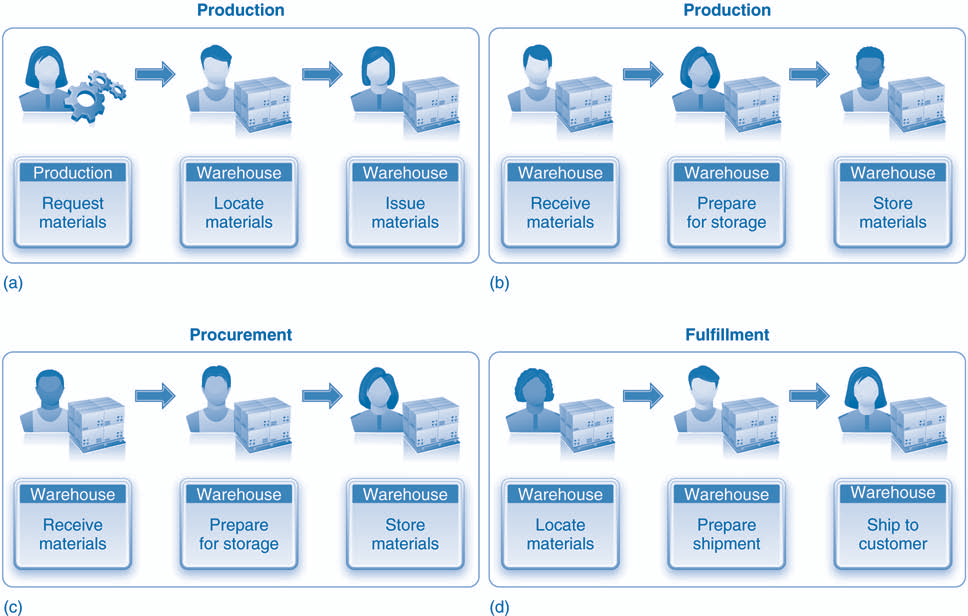 Production
Production
Request
materials
Warehouse
Locate
materials
Warehouse
Issue
materials
(a)
Production
Warehouse
Receive
materials
Warehouse
Prepare
for storage
Warehouse
Store
materials
(b)
Procurement
Warehouse
Receive
materials
Warehouse
Prepare
for storage
Warehouse
Store
materials
(c)
Fulfillment
Warehouse
Locate
materials
Warehouse
Prepare
shipment
Warehouse
Ship to
customer
(d)